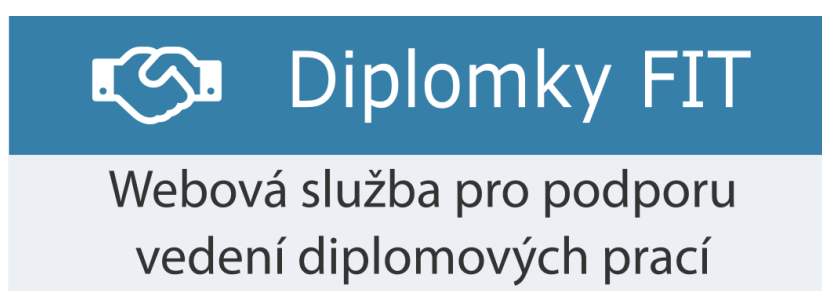 Diplomky FIT
Webová služba pro podporu
vedení diplomových prací